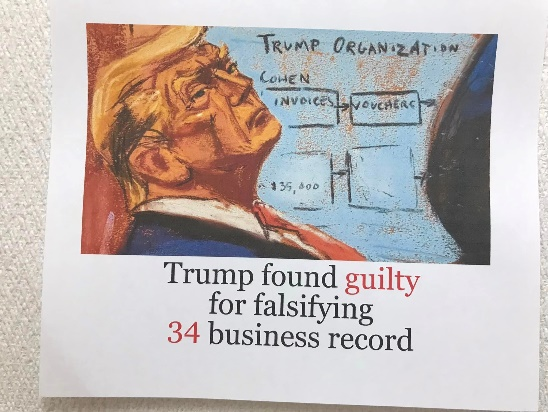 TRUMP ORGANIZATION
COHEN
INVOICES
VOUCHERS
$35,000
Trump found guilty
for falsifying
34 business record